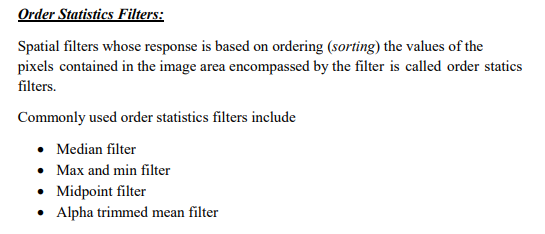 Order Statistics Filters:
Spatial filters whose response is based on ordering (sorting) the values of the
pixels contained in the image area encompassed by the filter is called order statics
filters.
Commonly used order statistics filters include
• Median filter
• Max and min filter
• Midpoint filter
• Alpha trimmed mean filter